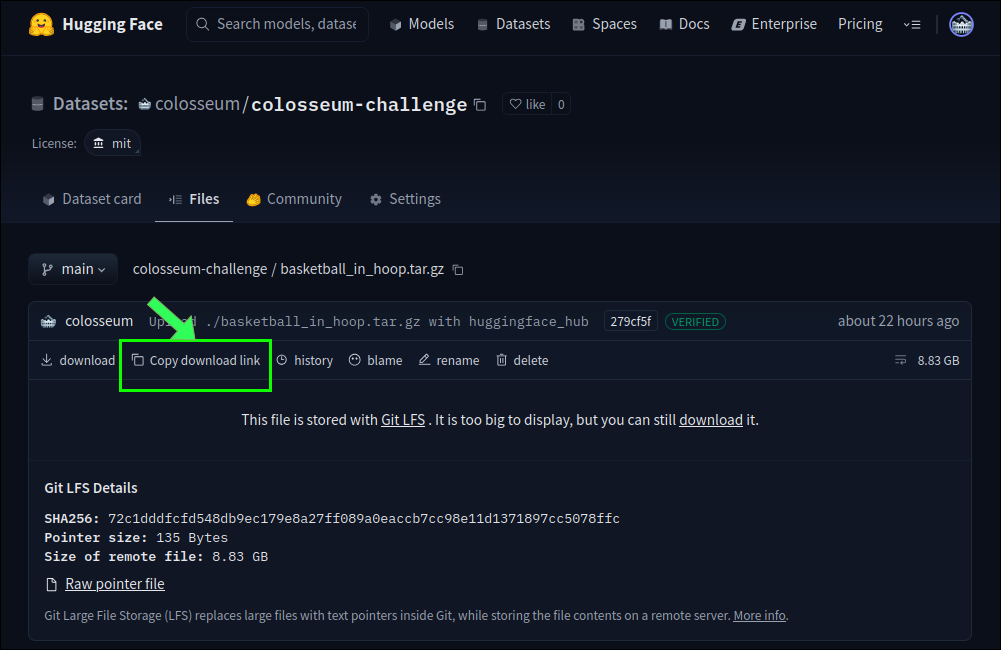 Hugging Face Search models, datase Models Datasets Spaces Docs Enterprise Pricing
Datasets: colosseum/colosseum-challenge like 0
License: mit
Dataset card Files Community Settings
main colosseum-challenge / basketball_in_hoop.tar.gz
colosseum ./basketball_in_hoop.tar.gz with huggingface_hub 279cf5f VERIFIED about 22 hours ago
download Copy download link history blame rename delete 8.83 GB
This file is stored with Git LFS . It is too big to display, but you can still download it.
Git LFS Details
SHA256: 72c1dddfcfd548db9ec179e8a27ff089a0eaccb7cc98e11d1371897cc5078ffc
Pointer size: 135 Bytes
Size of remote file: 8.83 GB
Raw pointer file
Git Large File Storage (LFS) replaces large files with text pointers inside Git, while storing the file contents on a remote server. More info.